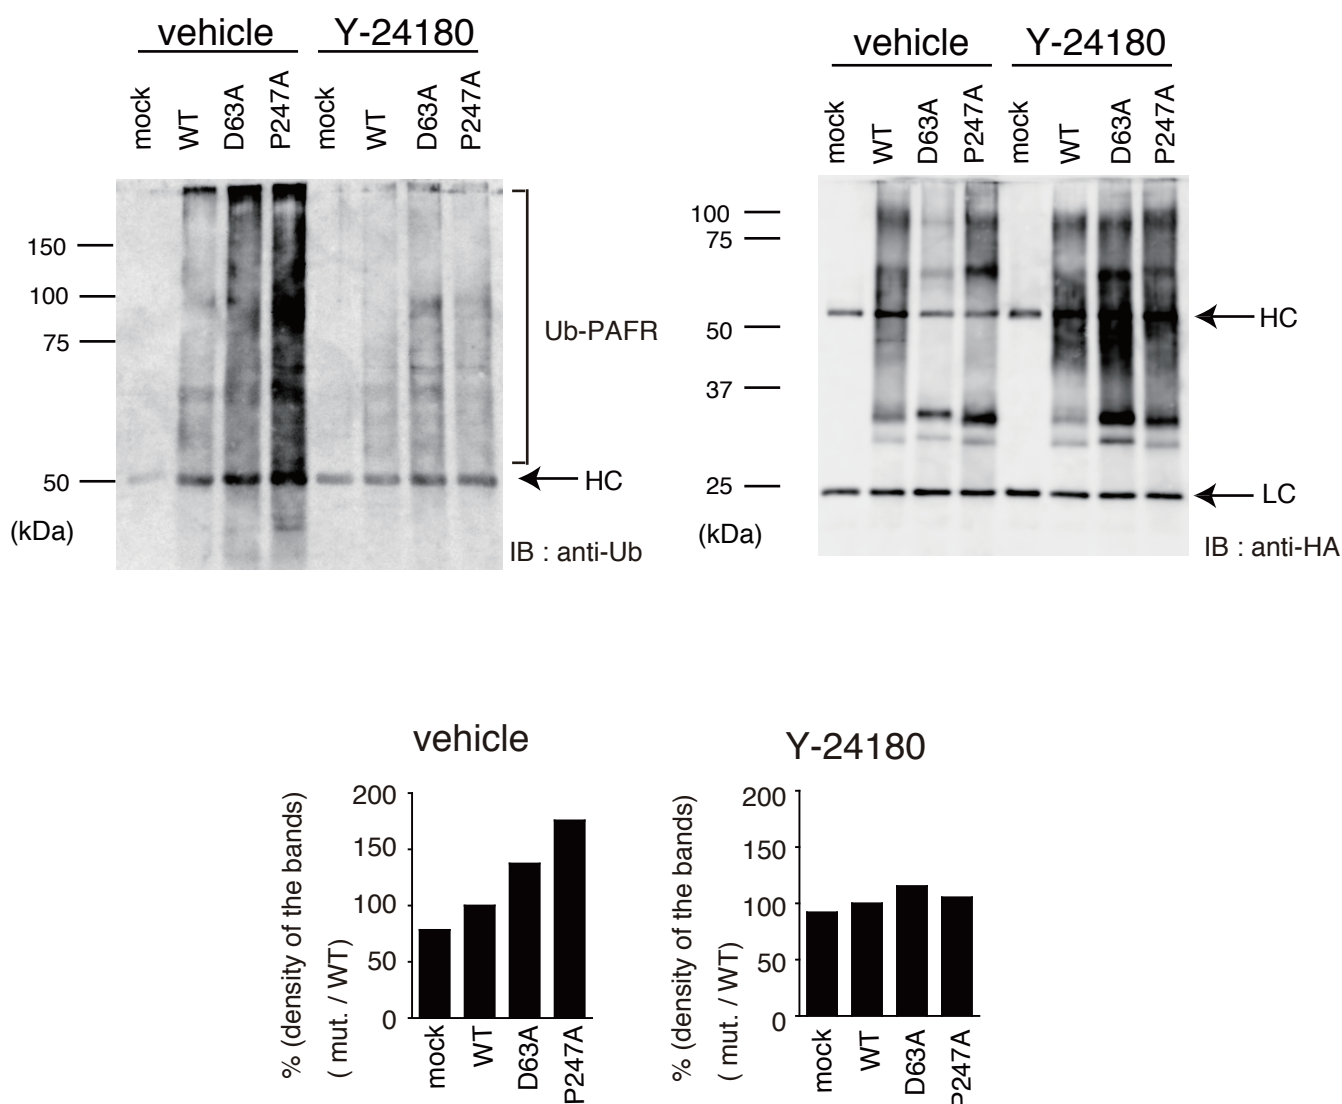 vehicle Y-24180
mock WT D63A P247A mock WT D63A P247A
150
100
75
50
(kDa)
Ub-PAFR
HC
IB : anti-Ub
vehicle Y-24180
mock WT D63A P247A mock WT D63A P247A
100
75
50
37
25
(kDa)
HC
LC
IB : anti-HA
vehicle
% (density of the bands)
( mut. / WT)
200
150
100
50
0
mock WT D63A P247A
Y-24180
% (density of the bands)
( mut. / WT)
200
150
100
50
0
mock WT D63A P247A